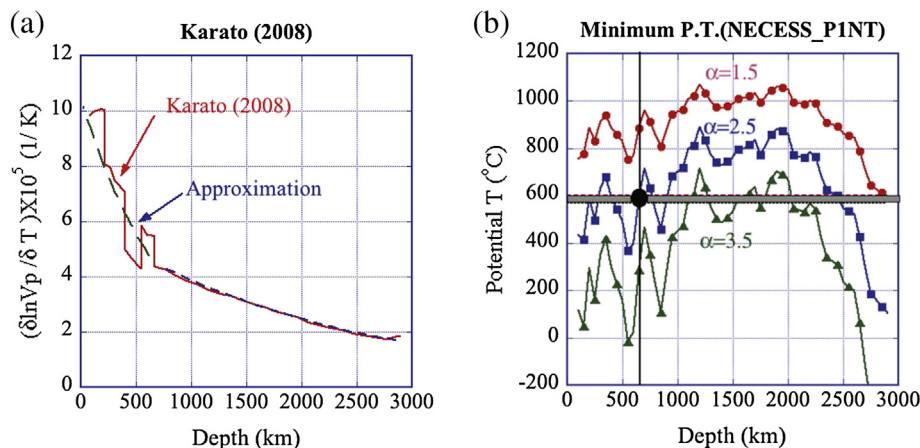 (a)
Karato (2008)
(δlnVp /δ T )X10⁵ (1/ K)
12
10
8
6
4
2
0
Karato (2008)
Approximation
0
500
1000
1500
2000
2500
3000
Depth (km)
(b)
Minimum P.T.(NECESS_P1NT)
Potential T (°C)
1200
1000
800
600
400
200
0
-200
α=1.5
α=2.5
α=3.5
0
500
1000
1500
2000
2500
3000
Depth (km)